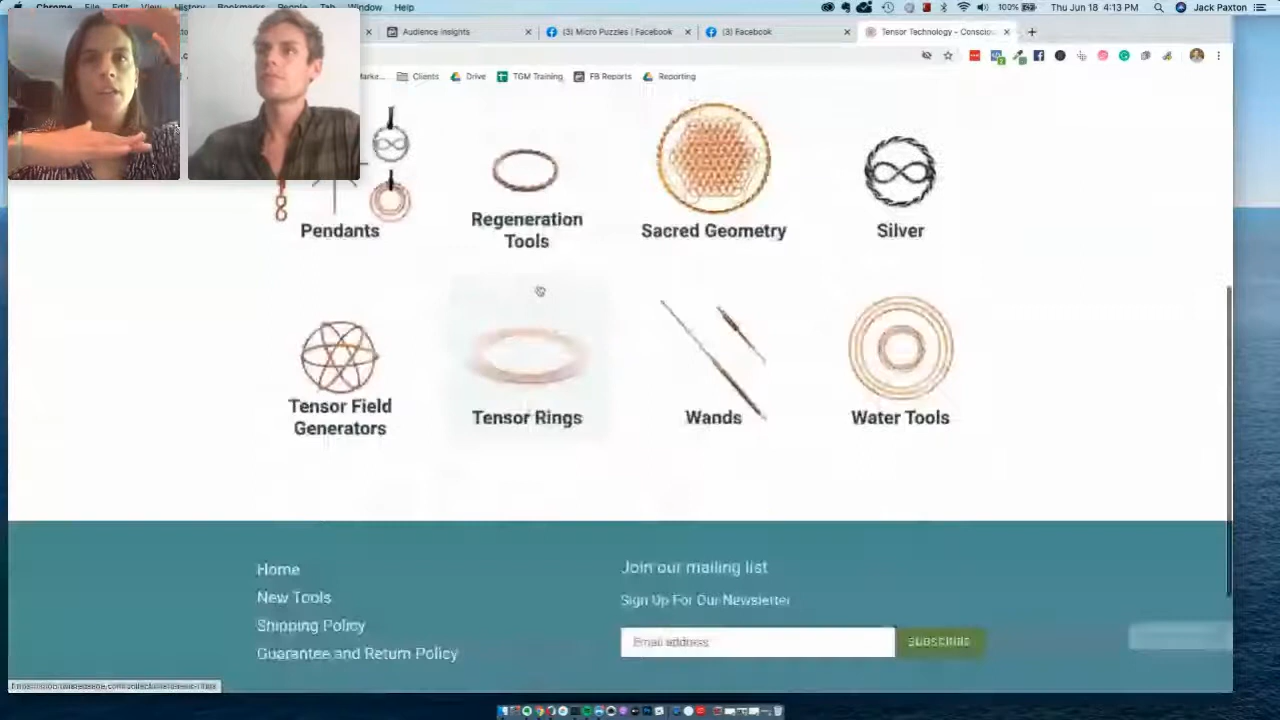 Chrome File Edit View History Bookmarks People Tab Window Help
100% Thu Jun 18 4:13 PM Jack Paxton
Audience Insights
(3) Micro Puzzles | Facebook
(3) Facebook
Tensor Technology - Conscio
Clients
Drive
TGM Training
FB Reports
Reporting
Pendants
Regeneration
Tools
Sacred Geometry
Silver
Tensor Field
Generators
Tensor Rings
Wands
Water Tools
Home
New Tools
Shipping Policy
Guarantee and Return Policy
Join our mailing list
Sign Up For Our Newsletter
Email address
SUBSCRIBE